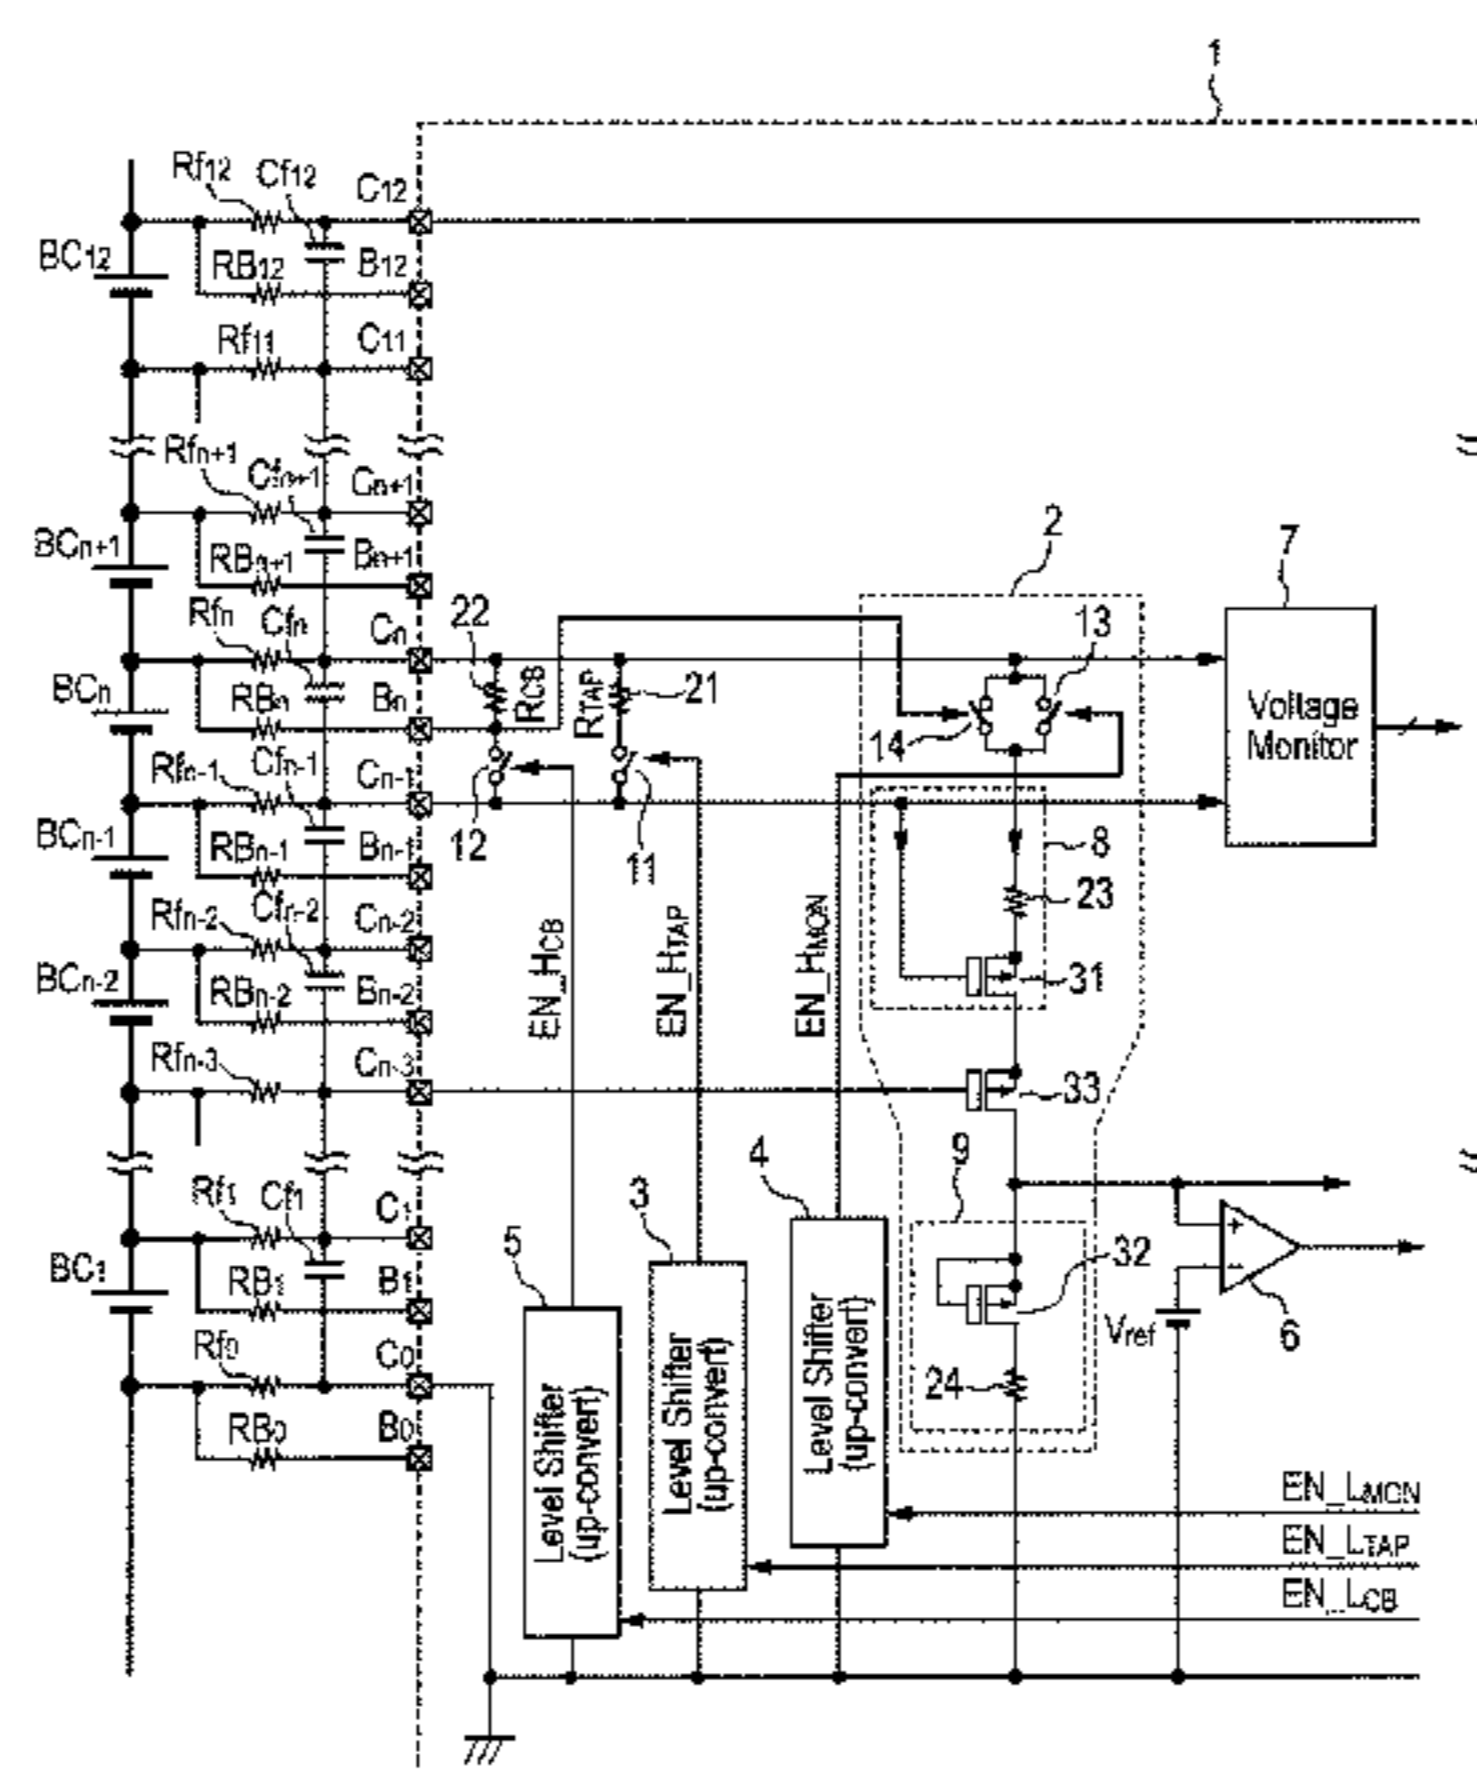 1
Rf12
Cf12
C12
BC12
RB12
B12
Rf11
C11
Rfn+1
Cfn+1
Cn+1
BCn+1
RBn+1
Bn+1
2
7
Rfn
Cfn
Cn
22
13
BCn
RBn
Bn
RCB
RTAP
21
14
Voltage
Monitor
Rfn-1
Cfn-1
Cn-1
BCn-1
RBn-1
Bn-1
12
11
8
23
Rfn-2
Cfn-2
Cn-2
BCn-2
RBn-2
Bn-2
EN_HCB
EN_HTAP
EN_HMON
31
Rfn-3
Cn-3
33
Rf1
Cf1
C1
3
4
9
BC1
RB1
B1
5
32
Vref
6
Rf0
C0
24
RB0
B0
Level Shifter
(up-convert)
Level Shifter
(up-convert)
Level Shifter
(up-convert)
+
−
EN_LMON
EN_LTAP
EN_LCB